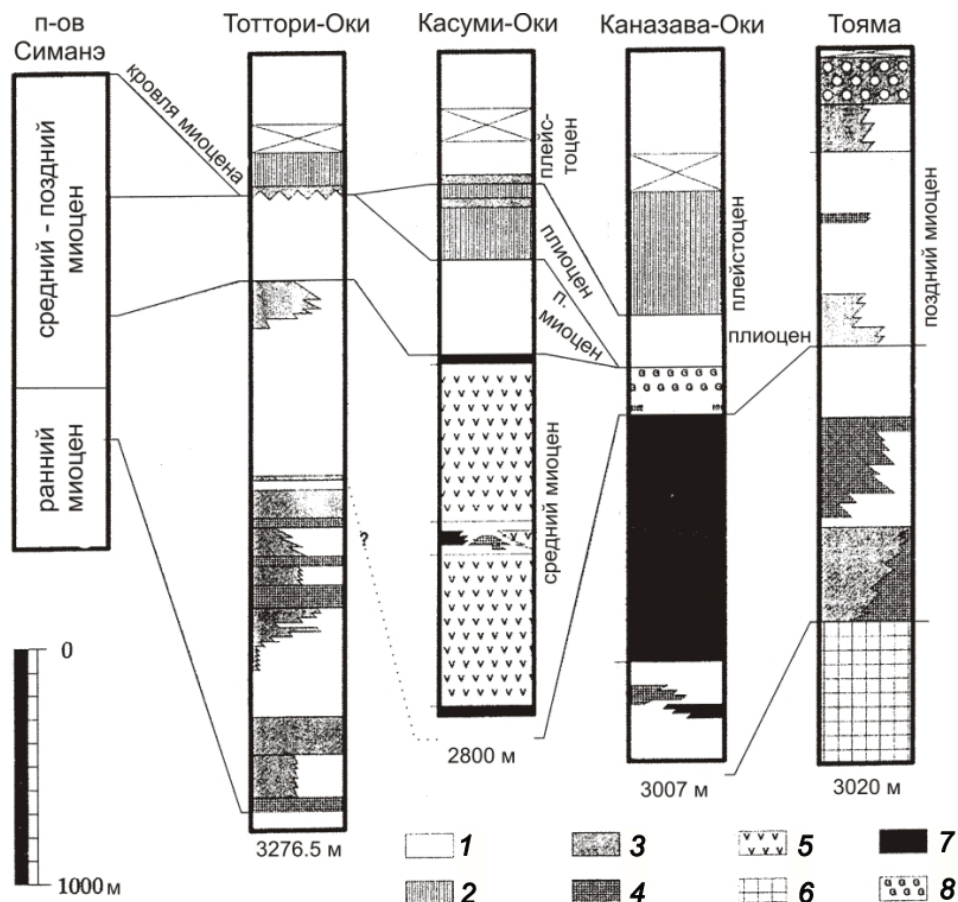 п-ов
Симанэ
Тоттори-Оки
Касуми-Оки
Каназава-Оки
Тояма
кровля миоцена
средний - поздний
миоцен
ранний
миоцен
плейс-
тоцен
плиоцен
п. миоцен
средний миоцен
плейстоцен
плиоцен
поздний миоцен
?
0
1000 м
3276.5 м
2800 м
3007 м
3020 м
1
3
5
7
2
4
6
8